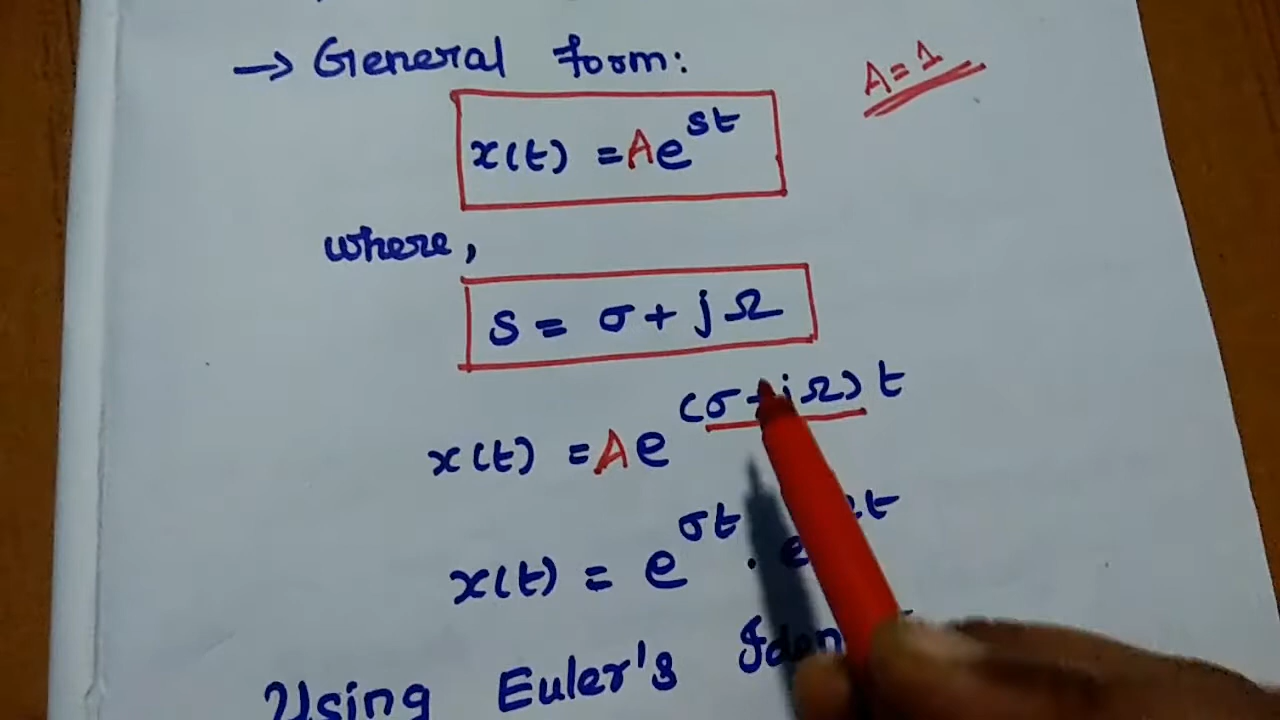 → General form:
A=1
x(t) = Ae^st
where,
s = σ + jΩ
x(t) = Ae^(σ+jΩ)t
x(t) = e^σt . e
Using Euler's